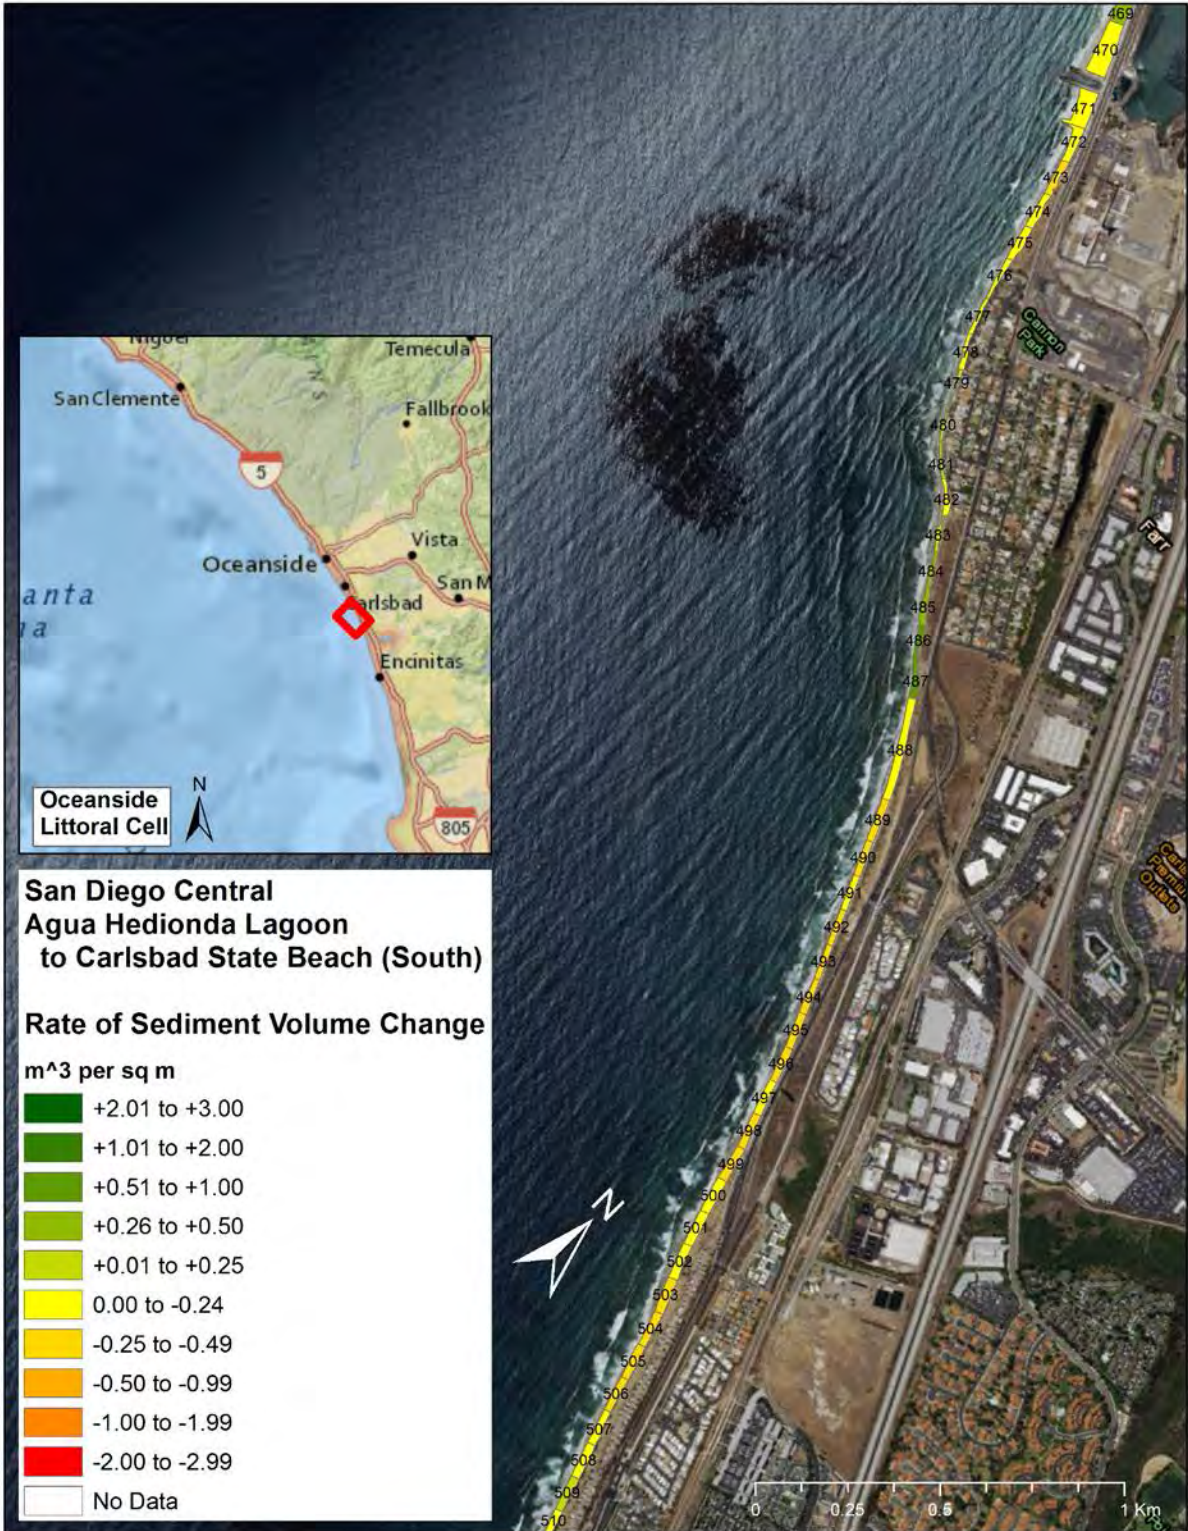 469
470
471
472
473
474
475
476
477
478
479
480
481
482
483
484
485
486
487
488
489
490
491
492
493
494
495
496
497
498
499
500
501
502
503
504
505
506
507
508
509
510
Cannon
Park
Farr
Premiu
Outlets
Temecula
San Clemente
Fallbrook
5
Vista
Oceanside
San M
anta
arlsbad
na
Encinitas
N
Oceanside
Littoral Cell
805
San Diego Central
Agua Hedionda Lagoon
to Carlsbad State Beach (South)
Rate of Sediment Volume Change
m^3 per sq m
+2.01 to +3.00
+1.01 to +2.00
+0.51 to +1.00
+0.26 to +0.50
+0.01 to +0.25
0.00 to -0.24
-0.25 to -0.49
-0.50 to -0.99
-1.00 to -1.99
-2.00 to -2.99
No Data
N
0 0.25 0.5 1 Km